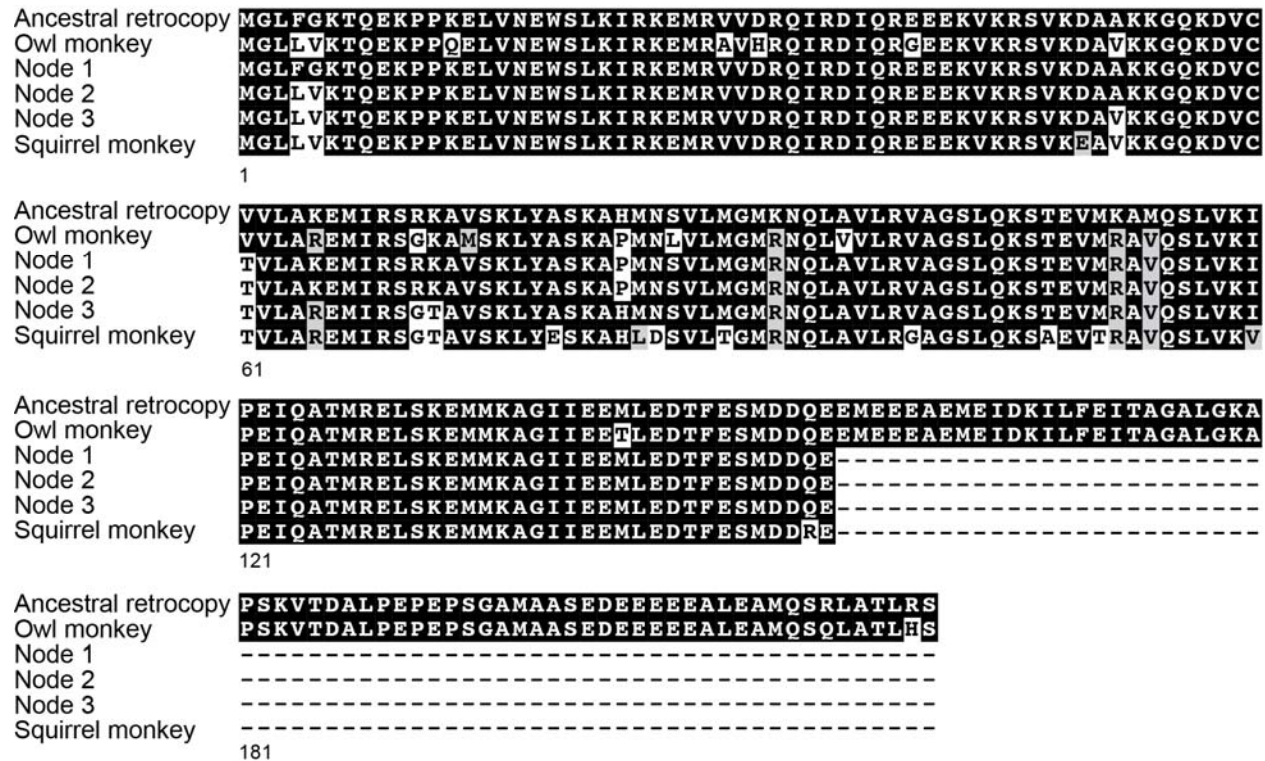 Ancestral retrocopy MGLFGKTQEKPPKELVNEWSLKIRKEMRVVDRQIRDIQREEEKVKRSVKDAAKKGQKDVC
Owl monkey MGLLVKTQEKPPQELVNEWSLKIRKEMRAVHRQIRDIQRGEEKVKRSVKDAVKKGQKDVC
Node 1 MGLFGKTQEKPPKELVNEWSLKIRKEMRVVDRQIRDIQREEEKVKRSVKDAAKKGQKDVC
Node 2 MGLLVKTQEKPPKELVNEWSLKIRKEMRVVDRQIRDIQREEEKVKRSVKDAAKKGQKDVC
Node 3 MGLLVKTQEKPPKELVNEWSLKIRKEMRVVDRQIRDIQREEEKVKRSVKDAVKKGQKDVC
Squirrel monkey MGLLVKTQEKPPKELVNEWSLKIRKEMRVVDRQIRDIQREEEKVKRSVKEAVKKGQKDVC
1
Ancestral retrocopy VVLAKEMIRSRKAVSKLYASKAHMNSVLMGMKNQLAVLRVAGSLQKSTEVMKAMQSLVKI
Owl monkey VVLAREMIRSGKAMSKLYASKAPMNLVLMGMRNQLVVLRVAGSLQKSTEVMRAVQSLVKI
Node 1 TVLAKEMIRSRKAVSKLYASKAPMNSVLMGMRNQLAVLRVAGSLQKSTEVMRAVQSLVKI
Node 2 TVLAKEMIRSRKAVSKLYASKAPMNSVLMGMRNQLAVLRVAGSLQKSTEVMRAVQSLVKI
Node 3 TVLAREMIRSGTAVSKLYASKAHMNSVLMGMRNQLAVLRVAGSLQKSTEVMRAVQSLVKI
Squirrel monkey TVLAREMIRSGTAVSKLYESKAHLDSVLTGMRNQLAVLRGAGSLQKSAEVTRAVQSLVKV
61
Ancestral retrocopy PEIQATMRELSKEMMKAGIIEEMLEDTFESMDDQEEMEEEAEMEIDKILFEITAGALGKA
Owl monkey PEIQATMRELSKEMMKAGIIEETLEDTFESMDDQEEMEEEAEMEIDKILFEITAGALGKA
Node 1 PEIQATMRELSKEMMKAGIIEEMLEDTFESMDDQE-------------------------
Node 2 PEIQATMRELSKEMMKAGIIEEMLEDTFESMDDQE-------------------------
Node 3 PEIQATMRELSKEMMKAGIIEEMLEDTFESMDDQE-------------------------
Squirrel monkey PEIQATMRELSKEMMKAGIIEEMLEDTFESMDDRE-------------------------
121
Ancestral retrocopy PSKVTDALPEPEPSGAMAASEDEEEEEALEAMQSRLATLRS
Owl monkey PSKVTDALPEPEPSGAMAASEDEEEEEALEAMQSQLATLHS
Node 1 -----------------------------------------
Node 2 -----------------------------------------
Node 3 -----------------------------------------
Squirrel monkey -----------------------------------------
181